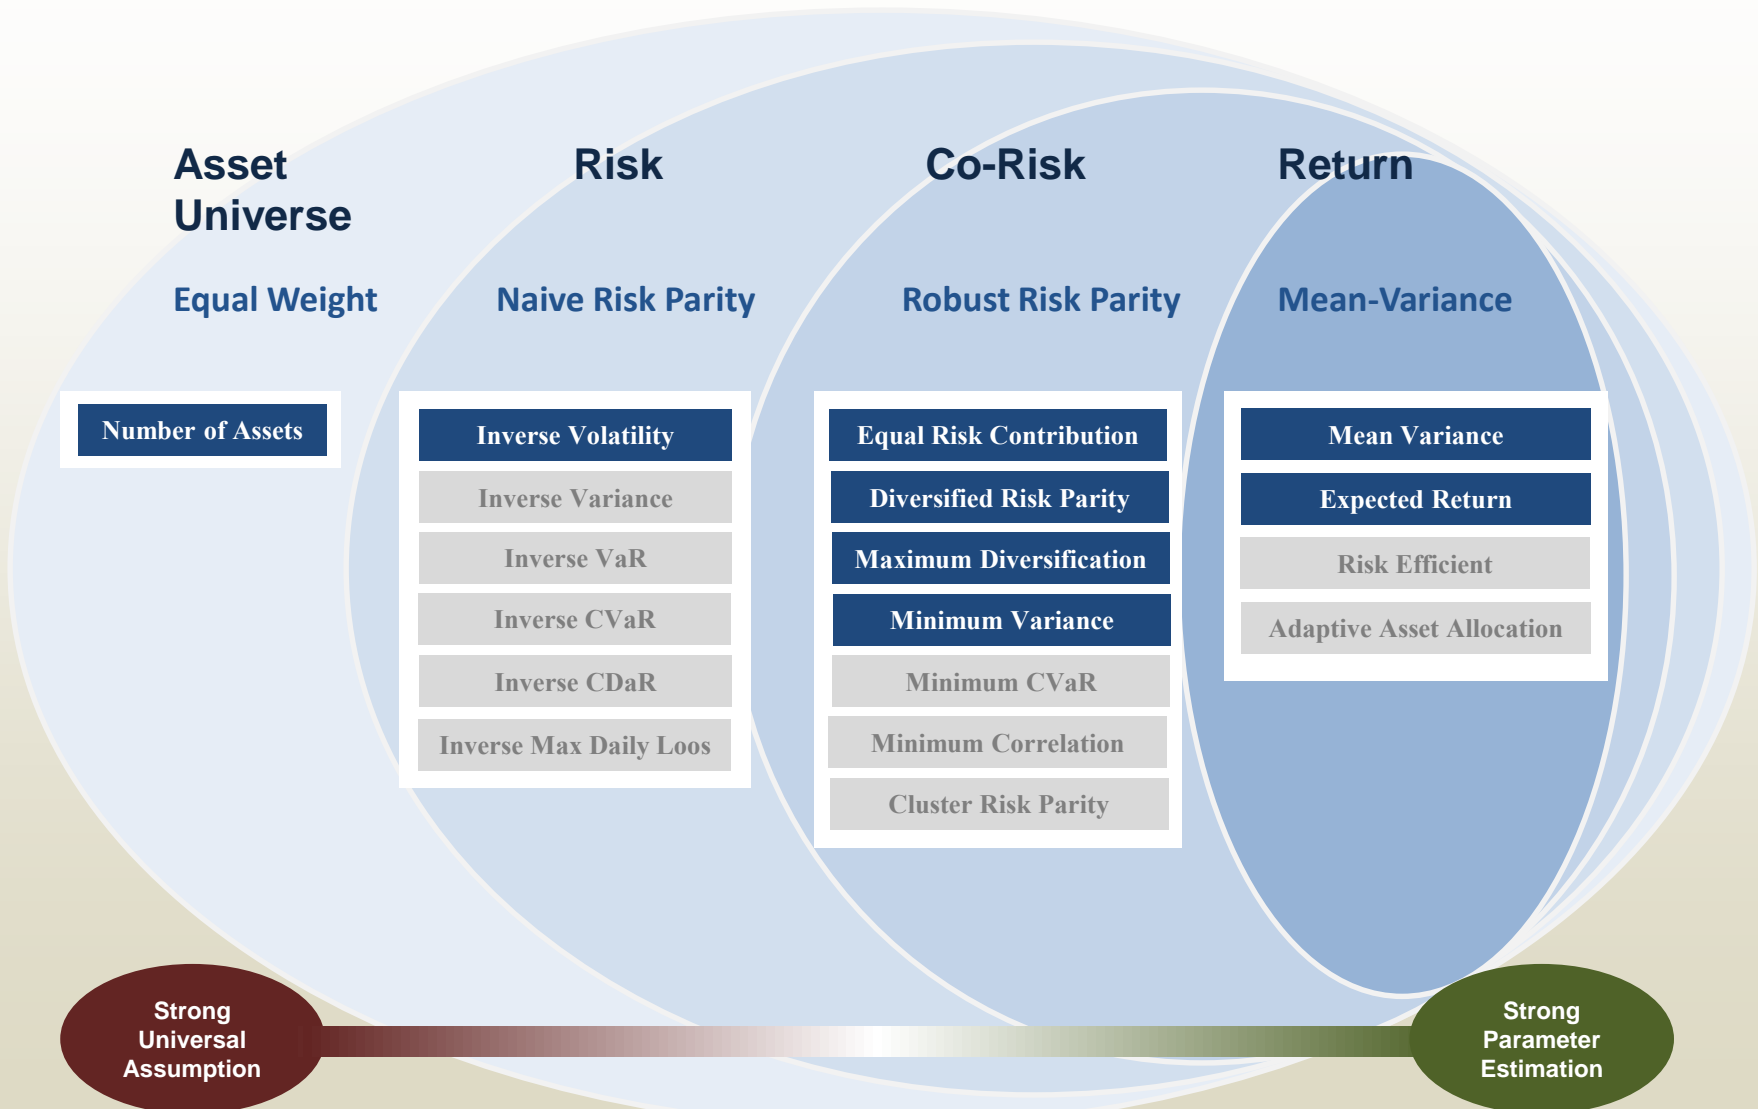 Asset
Universe
Risk
Co-Risk
Return
Equal Weight
Naive Risk Parity
Robust Risk Parity
Mean-Variance
Number of Assets
Inverse Volatility
Inverse Variance
Inverse VaR
Inverse CVaR
Inverse CDaR
Inverse Max Daily Loos
Equal Risk Contribution
Diversified Risk Parity
Maximum Diversification
Minimum Variance
Minimum CVaR
Minimum Correlation
Cluster Risk Parity
Mean Variance
Expected Return
Risk Efficient
Adaptive Asset Allocation
Strong
Universal
Assumption
Strong
Parameter
Estimation